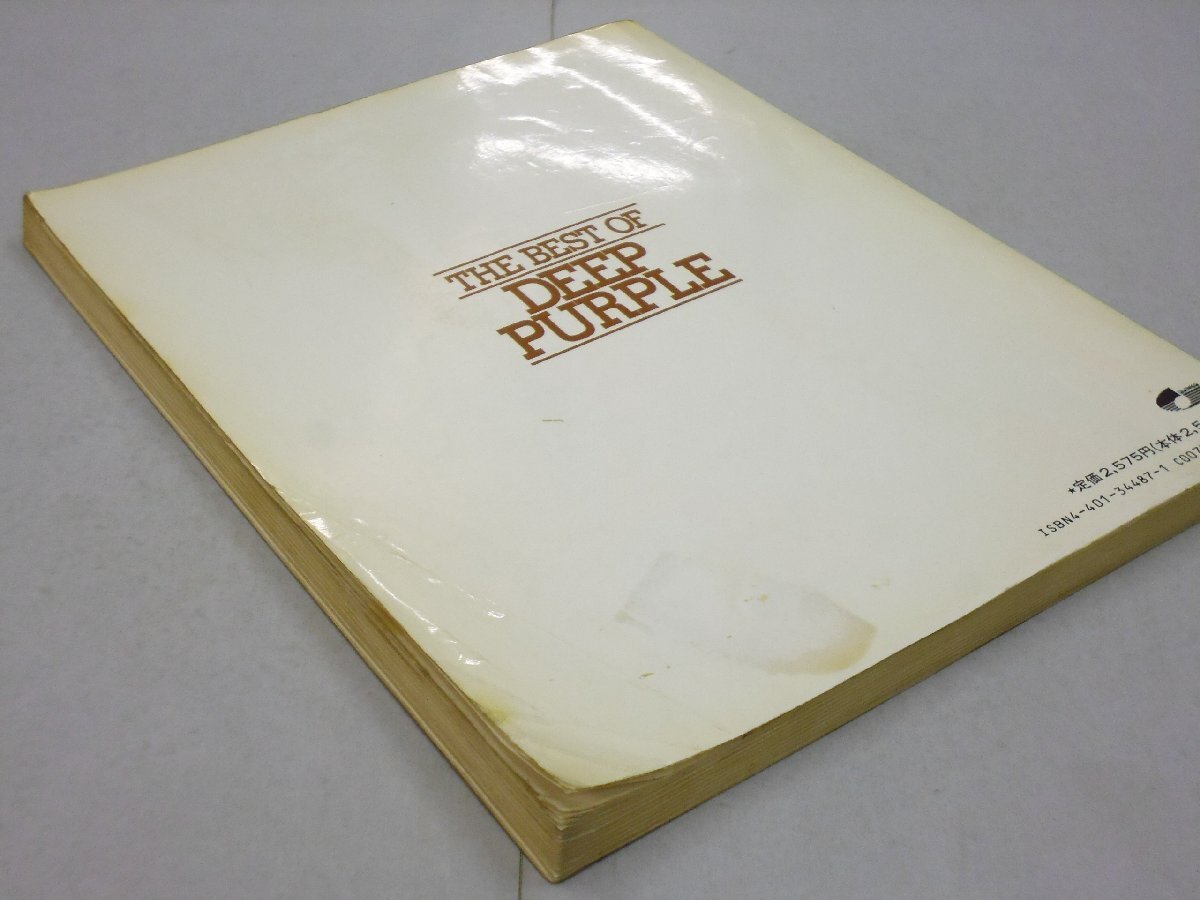 THE BEST OF
DEEP
PURPLE
*定価2,575円(本体2,5
ISBN4-401-34487-1 C007